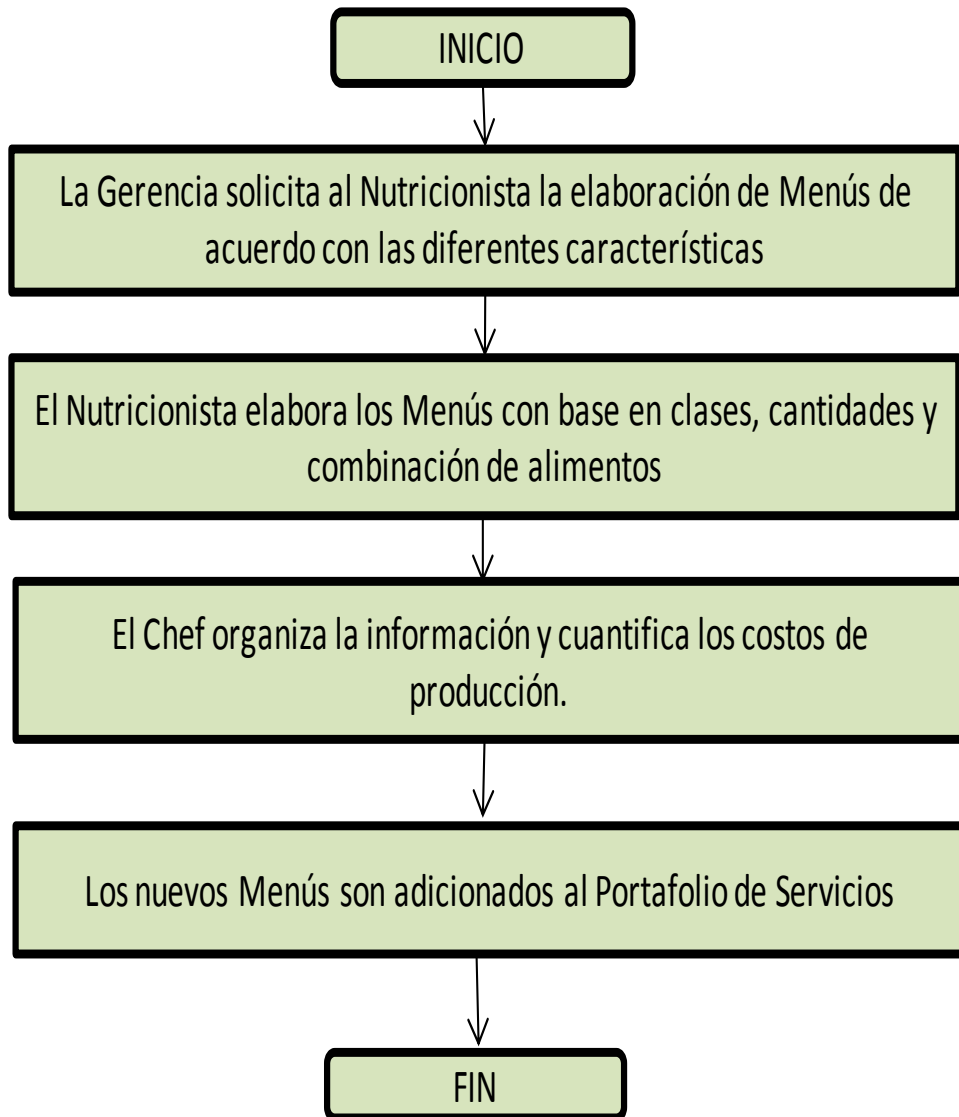 INICIO
La Gerencia solicita al Nutricionista la elaboración de Menús de
acuerdo con las diferentes características
El Nutricionista elabora los Menús con base en clases, cantidades y
combinación de alimentos
El Chef organiza la información y cuantifica los costos de
producción.
Los nuevos Menús son adicionados al Portafolio de Servicios
FIN